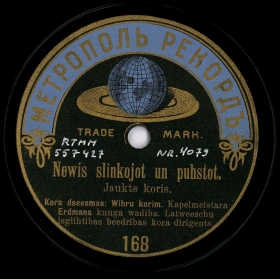 МЕТРОПОЛЬ РЕКОРДЪ
TRADE MARK.
RTMM
557427
NR. 4079
Newis slinkojot un puhstot.
Jaukts koris.
Kora dseesmas: Wihru korim. Kapelmeistara
Erdmana kunga wadiba. Latweeschu
isglihtibas beedribas kora dirigents
168